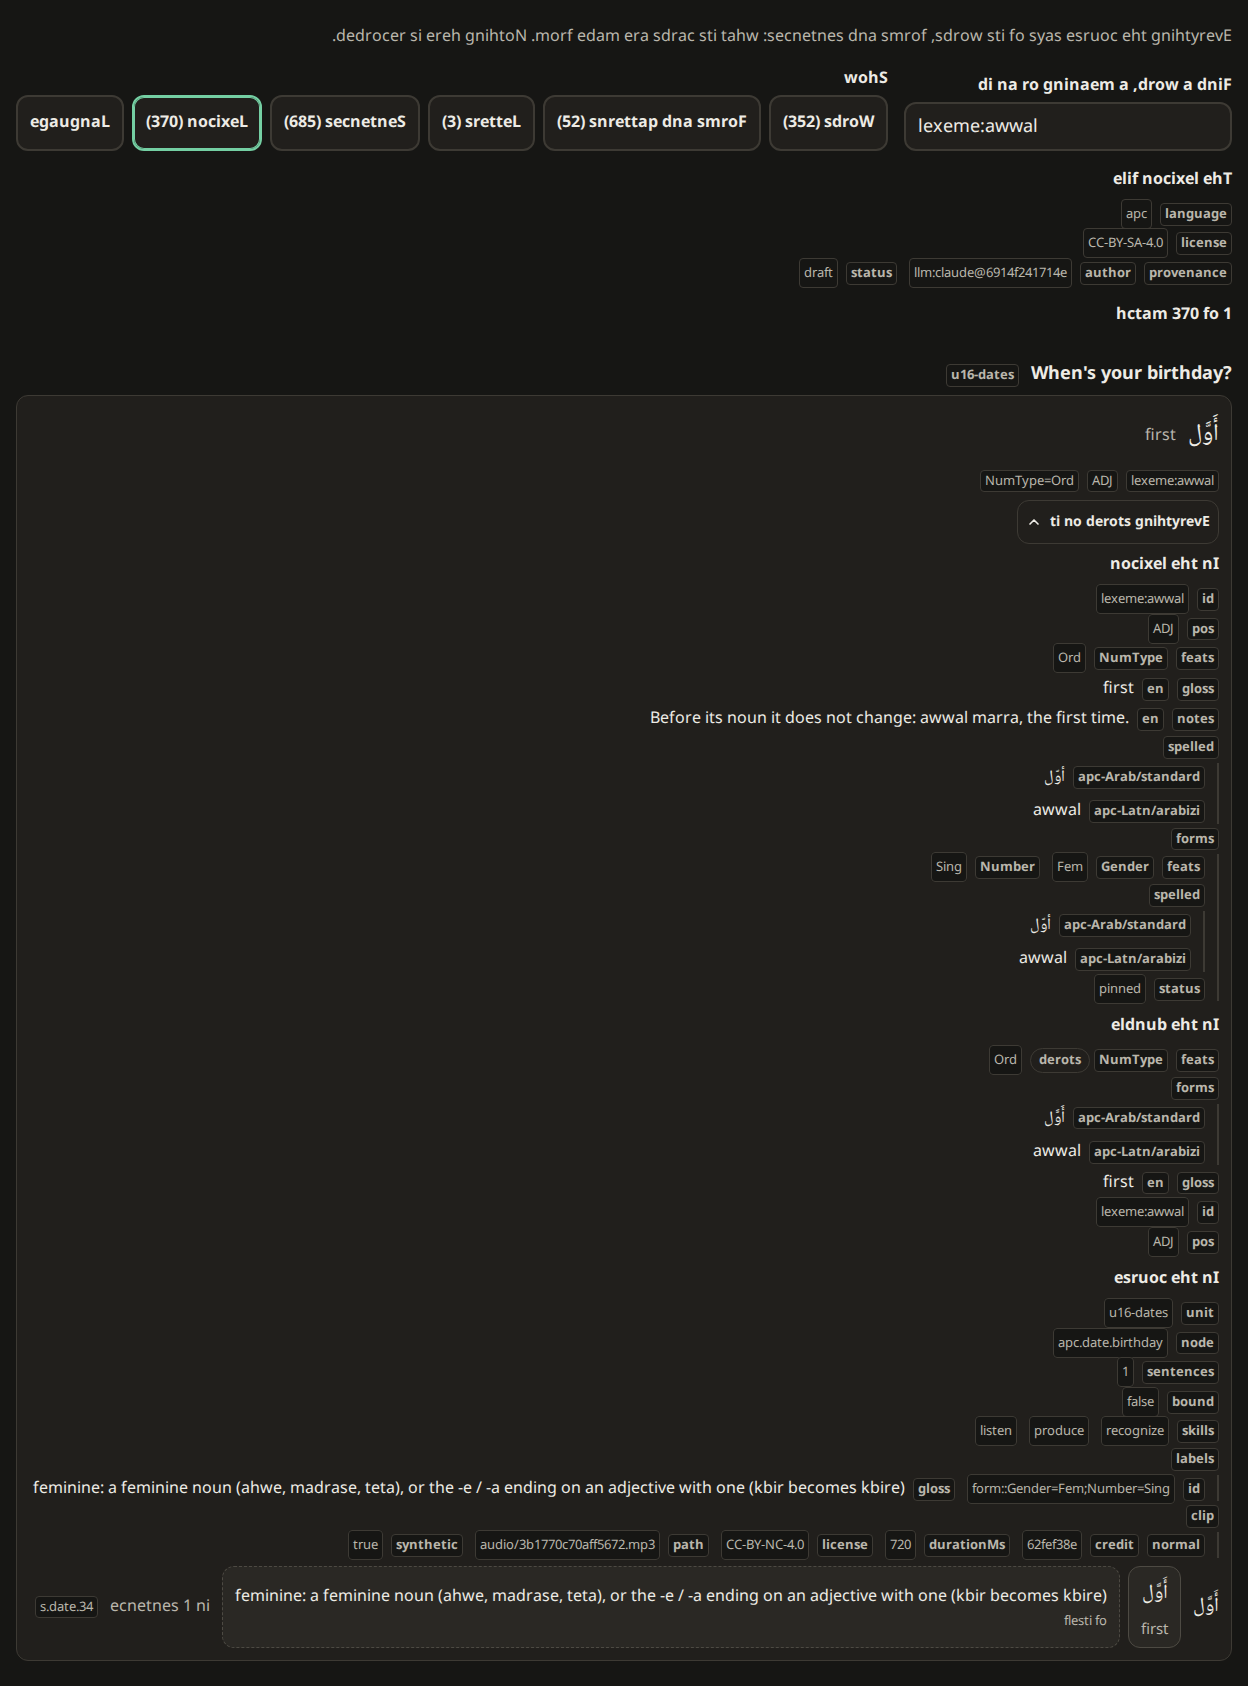 .dedrocer si ereh gnihtoN .morf edam era sdrac sti tahw :secnetnes dna smrof ,sdrow sti fo syas esruoc eht gnihtyrevE
di na ro gninaem a ,drow a dniF
lexeme:awwal
wohS
(352) sdroW
(52) snrettap dna smroF
(3) sretteL
(685) secnetneS
(370) nocixeL
egaugnaL
elif nocixel ehT
language apc
license CC-BY-SA-4.0
provenance author llm:claude@6914f241714e status draft
hctam 370 fo 1
When's your birthday? u16-dates
أَوَّل first
lexeme:awwal ADJ NumType=Ord
ti no derots gnihtyrevE
nocixel eht nI
id lexeme:awwal
pos ADJ
feats NumType Ord
gloss en first
notes en Before its noun it does not change: awwal marra, the first time.
spelled
apc-Arab/standard أوّل
apc-Latn/arabizi awwal
forms
feats Gender Fem Number Sing
spelled
apc-Arab/standard أوّل
apc-Latn/arabizi awwal
status pinned
eldnub eht nI
feats NumType derots Ord
forms
apc-Arab/standard أَوَّل
apc-Latn/arabizi awwal
gloss en first
id lexeme:awwal
pos ADJ
esruoc eht nI
unit u16-dates
node apc.date.birthday
sentences 1
bound false
skills recognize produce listen
labels
id form::Gender=Fem;Number=Sing gloss feminine: a feminine noun (ahwe, madrase, teta), or the -e / -a ending on an adjective with one (kbir becomes kbire)
clip
normal credit 62fef38e durationMs 720 license CC-BY-NC-4.0 path audio/3b1770c70aff5672.mp3 synthetic true
أَوَّل
أَوَّل
first
feminine: a feminine noun (ahwe, madrase, teta), or the -e / -a ending on an adjective with one (kbir becomes kbire)
flesti fo
ecnetnes 1 ni s.date.34